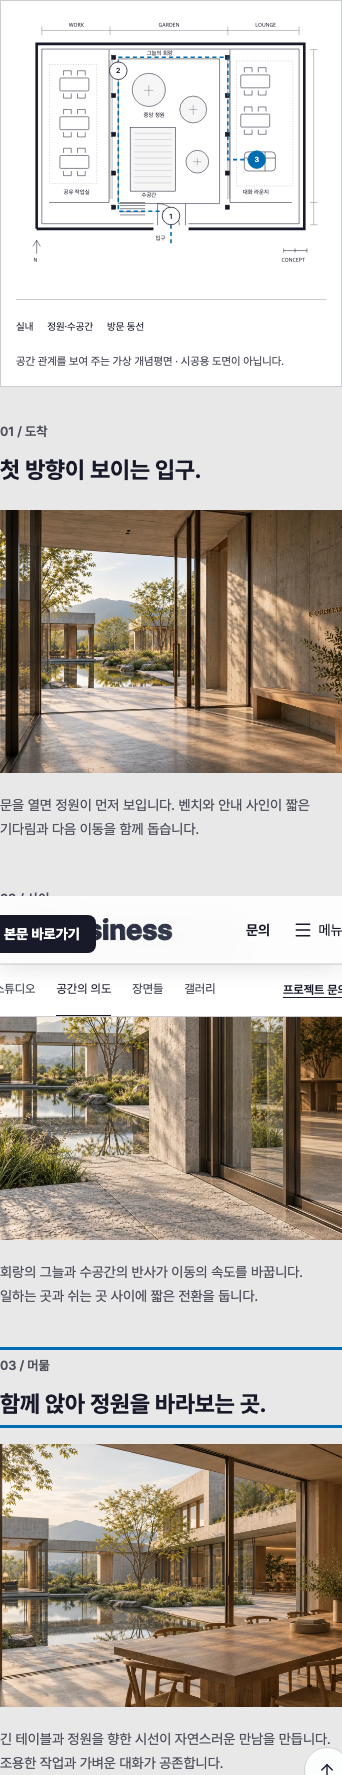 WORK
GARDEN
LOUNGE
그늘의 회랑
2
중앙 정원
3
공유 작업실
수공간
대화 라운지
1
입구
N
CONCEPT
실내 정원·수공간 방문 동선
공간 관계를 보여 주는 가상 개념평면 · 시공용 도면이 아닙니다.
01 / 도착
첫 방향이 보이는 입구.
문을 열면 정원이 먼저 보입니다. 벤치와 안내 사인이 짧은
기다림과 다음 이동을 함께 돕습니다.
본문 바로가기
siness
문의
메뉴
스튜디오 공간의 의도 장면들 갤러리 프로젝트 문의
회랑의 그늘과 수공간의 반사가 이동의 속도를 바꿉니다.
일하는 곳과 쉬는 곳 사이에 짧은 전환을 둡니다.
03 / 머묾
함께 앉아 정원을 바라보는 곳.
긴 테이블과 정원을 향한 시선이 자연스러운 만남을 만듭니다.
조용한 작업과 가벼운 대화가 공존합니다.